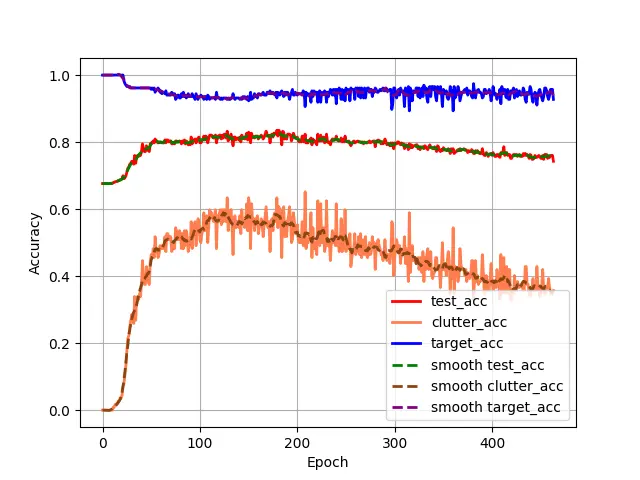 1.0
0.8
0.6
0.4
0.2
0.0
Accuracy
0 100 200 300 400
Epoch
test_acc
clutter_acc
target_acc
smooth test_acc
smooth clutter_acc
smooth target_acc